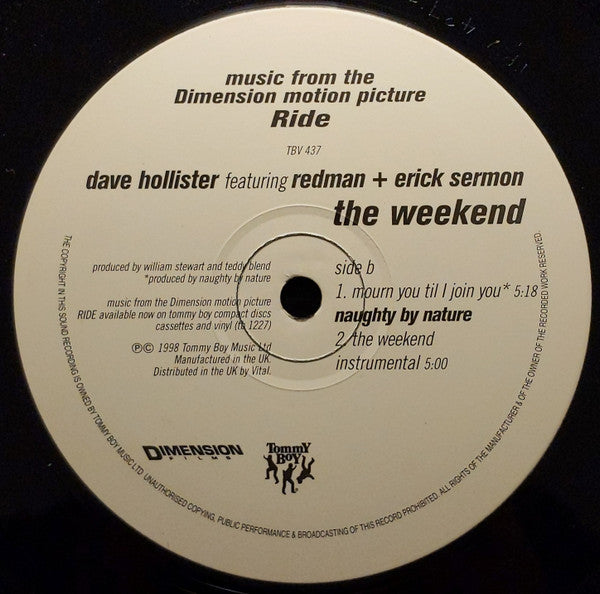 music from the
Dimension motion picture
Ride
TBV 437
dave hollister featuring redman + erick sermon
the weekend
produced by william stewart and teddy blend
*produced by naughty by nature
music from the Dimension motion picture
RIDE available now on tommy boy compact discs
cassettes and vinyl (tb 1227)
℗© 1998 Tommy Boy Music Ltd
Manufactured in the UK.
Distributed in the UK by Vital.
side b
1. mourn you til I join you* 5:18
naughty by nature
2. the weekend
instrumental 5:00
DIMENSION
FILMS
Tommy
BOY
THE COPYRIGHT IN THIS SOUND RECORDING IS OWNED BY TOMMY BOY MUSIC LTD. UNAUTHORISED COPYING, PUBLIC PERFORMANCE & BROADCASTING OF THIS RECORD PROHIBITED. ALL RIGHTS OF THE MANUFACTURER & OF THE OWNER OF THE RECORDED WORK RESERVED.